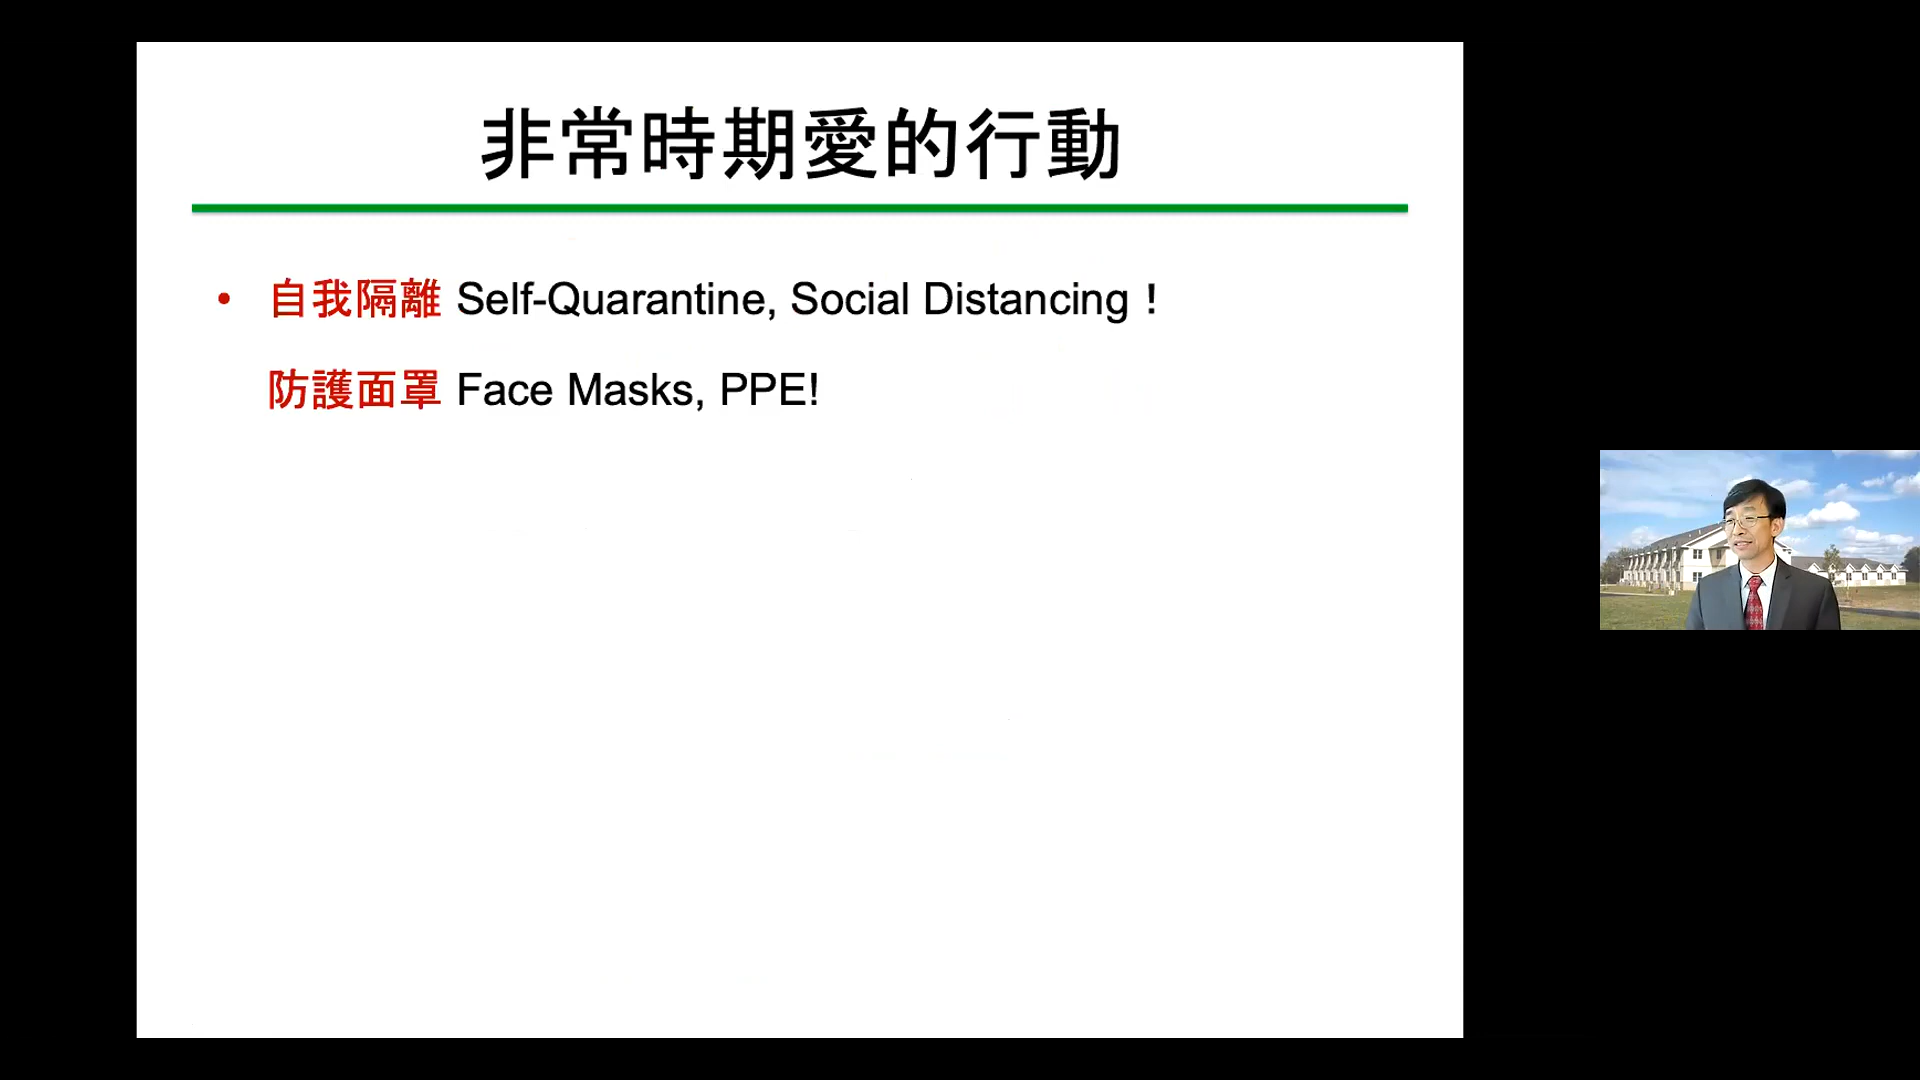 非常時期愛的行動
• 自我隔離 Self-Quarantine, Social Distancing！
防護面罩 Face Masks, PPE!